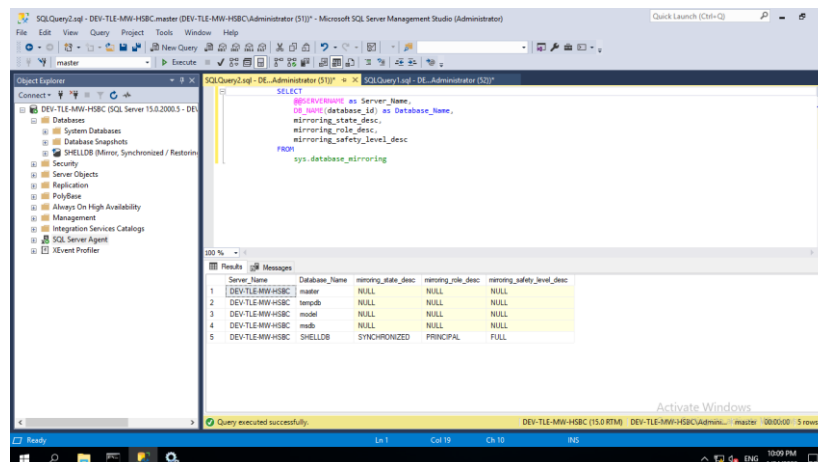 SQLQuery2.sql - DEV-TLE-MW-HSBC.master (DEV-TLE-MW-HSBC\Administrator (51))* - Microsoft SQL Server Management Studio (Administrator)
Quick Launch (Ctrl+Q)
File Edit View Query Project Tools Window Help
New Query
master
Execute
Object Explorer
SQLQuery2.sql - DE...Administrator (51))*
SQLQuery1.sql - DE...Administrator (52))*
Connect
DEV-TLE-MW-HSBC (SQL Server 15.0.2000.5 - DEV
Databases
System Databases
Database Snapshots
SHELLDB (Mirror, Synchronized / Restorin
Security
Server Objects
Replication
PolyBase
Always On High Availability
Management
Integration Services Catalogs
SQL Server Agent
XEvent Profiler
SELECT
@@SERVERNAME as Server_Name,
DB_NAME(database_id) as Database_Name,
mirroring_state_desc,
mirroring_role_desc,
mirroring_safety_level_desc
FROM
sys.database_mirroring
100 %
Results Messages
Server_Name Database_Name mirroring_state_desc mirroring_role_desc mirroring_safety_level_desc
1 DEV-TLE-MW-HSBC master NULL NULL NULL
2 DEV-TLE-MW-HSBC tempdb NULL NULL NULL
3 DEV-TLE-MW-HSBC model NULL NULL NULL
4 DEV-TLE-MW-HSBC msdb NULL NULL NULL
5 DEV-TLE-MW-HSBC SHELLDB SYNCHRONIZED PRINCIPAL FULL
Activate Windows
Query executed successfully. DEV-TLE-MW-HSBC (15.0 RTM) DEV-TLE-MW-HSBC\Admini... master 00:00:00 5 rows
Ready Ln 1 Col 19 Ch 10 INS
ENG 10:09 PM